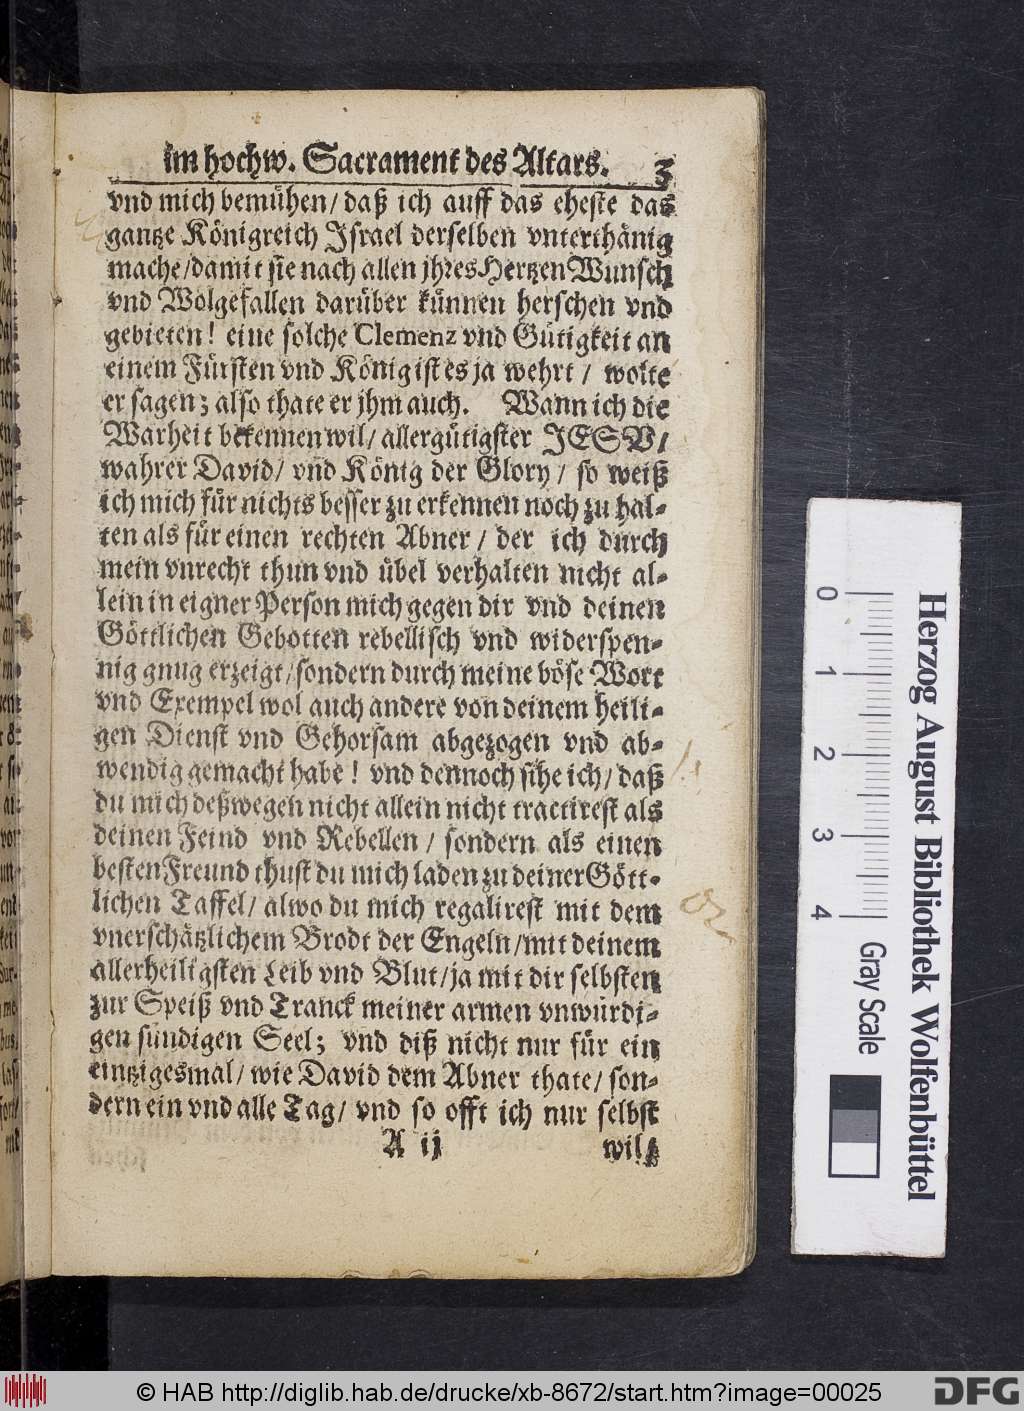 im hochw. Sacrament des Altars. 3
vnd mich bemühen / daß ich auff das eheste das
gantze Königreich Israel derselben vnterthänig
mache / damit sie nach allen jhres Hertzen Wunsch
vnd Wolgefallen darüber künnen herschen vnd
gebieten! eine solche Clemenz vnd Gütigkeit an
einem Fürsten vnd König ist es ja wehrt / wolte
er sagen; also thate er jhm auch. Wann ich die
Warheit bekennen wil / allergütigster JESV /
wahrer David / vnd König der Glory / so weiß
ich mich für nichts besser zu erkennen noch zu hal-
ten als für einen rechten Abner / der ich durch
mein vnrecht thun vnd übel verhalten nicht al-
lein in eigner Person mich gegen dir vnd deinen
Göttlichen Gebotten rebellisch vnd widerspen-
nig gnug erzeigt / sondern durch meine böse Wort
vnd Exempel wol auch andere von deinem heili-
gen Dienst vnd Gehorsam abgezogen vnd ab-
wendig gemacht habe! vnd dennoch sihe ich / daß
du mich deßwegen nicht allein nicht tractirest als
deinen Feind vnd Rebellen / sondern als einen
besten Freund thust du mich laden zu deiner Gött-
lichen Taffel / alwo du mich regalirest mit dem
vnerschätzlichem Brodt der Engeln / mit deinem
allerheiligsten Leib vnd Blut / ja mit dir selbsten
zur Speiß vnd Tranck meiner armen vnwürdi-
gen sündigen Seel; vnd diß nicht nur für ein
eintzigesmal / wie David dem Abner thate / son-
dern ein vnd alle Tag / vnd so offt ich nur selbst
A ij wil /
Herzog August Bibliothek Wolfenbüttel
0 1 2 3 4 Gray Scale
© HAB http://diglib.hab.de/drucke/xb-8672/start.htm?image=00025
DFG